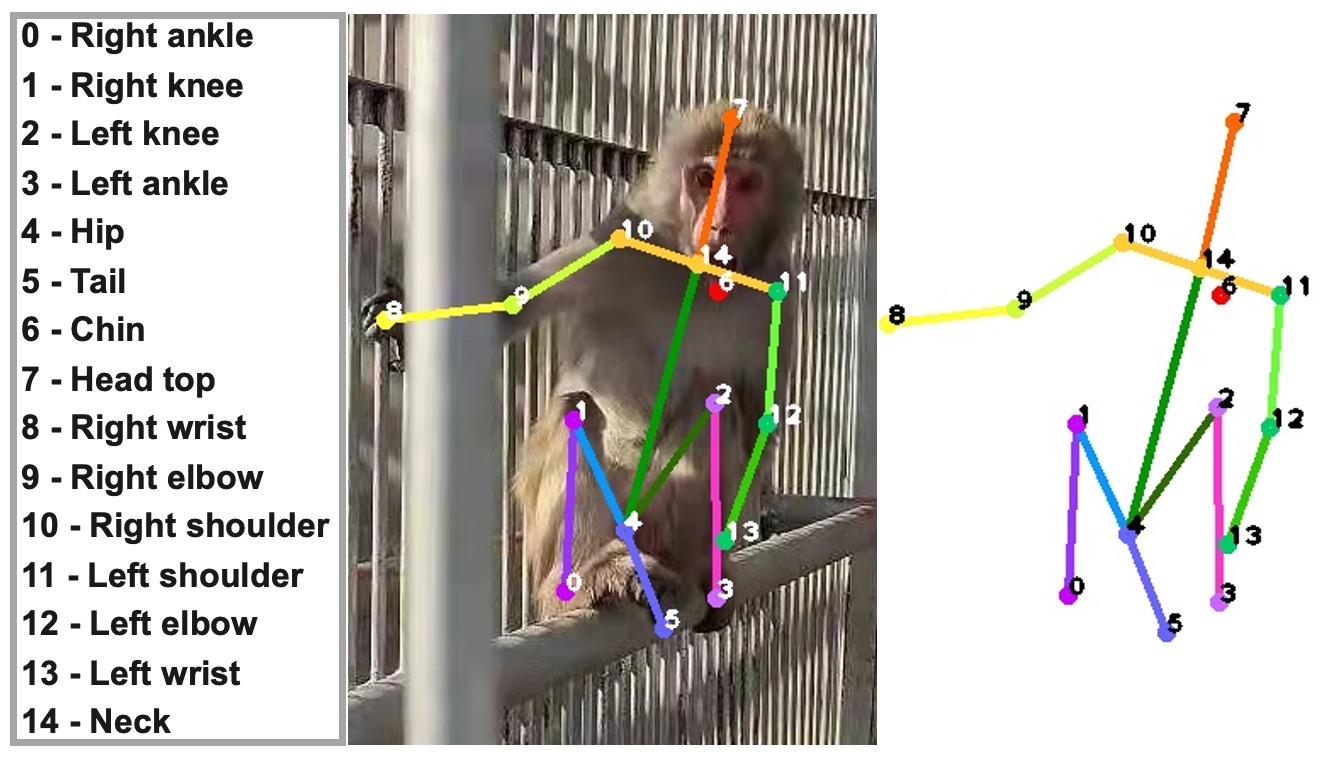 0 - Right ankle
1 - Right knee
2 - Left knee
3 - Left ankle
4 - Hip
5 - Tail
6 - Chin
7 - Head top
8 - Right wrist
9 - Right elbow
10 - Right shoulder
11 - Left shoulder
12 - Left elbow
13 - Left wrist
14 - Neck
7
10
14
6
11
9
8
1
2
12
4
13
0
3
5
7
10
14
6
11
9
8
1
2
12
4
13
0
3
5